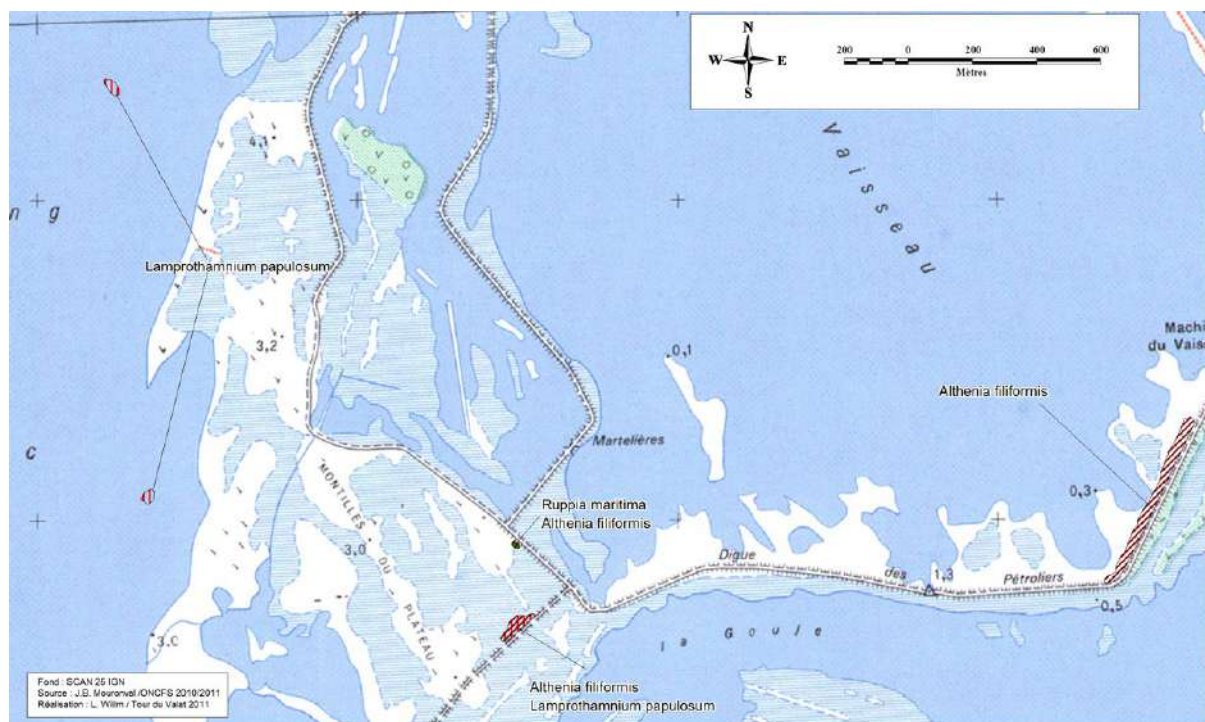 N
W E
S
200 0 200 400 600
Mètres
Vaisseau
4,1
n g
Lamprothamnium papulosum
3,2
0,1
Machi
du Vaiss
Althenia filiformis
c
Martelières
MONTILLES DU PLATEAU
Ruppia maritima
Althenia filiformis
0,3
3,0
Digue des Pétroliers
1,3
0,5
la Gouje
3,0
Althenia filiformis
Lamprothamnium papulosum
Fond : SCAN 25 IGN
Source : J.B. Mouronval /ONCFS 2010/2011
Réalisation : L. Willm / Tour du Valat 2011